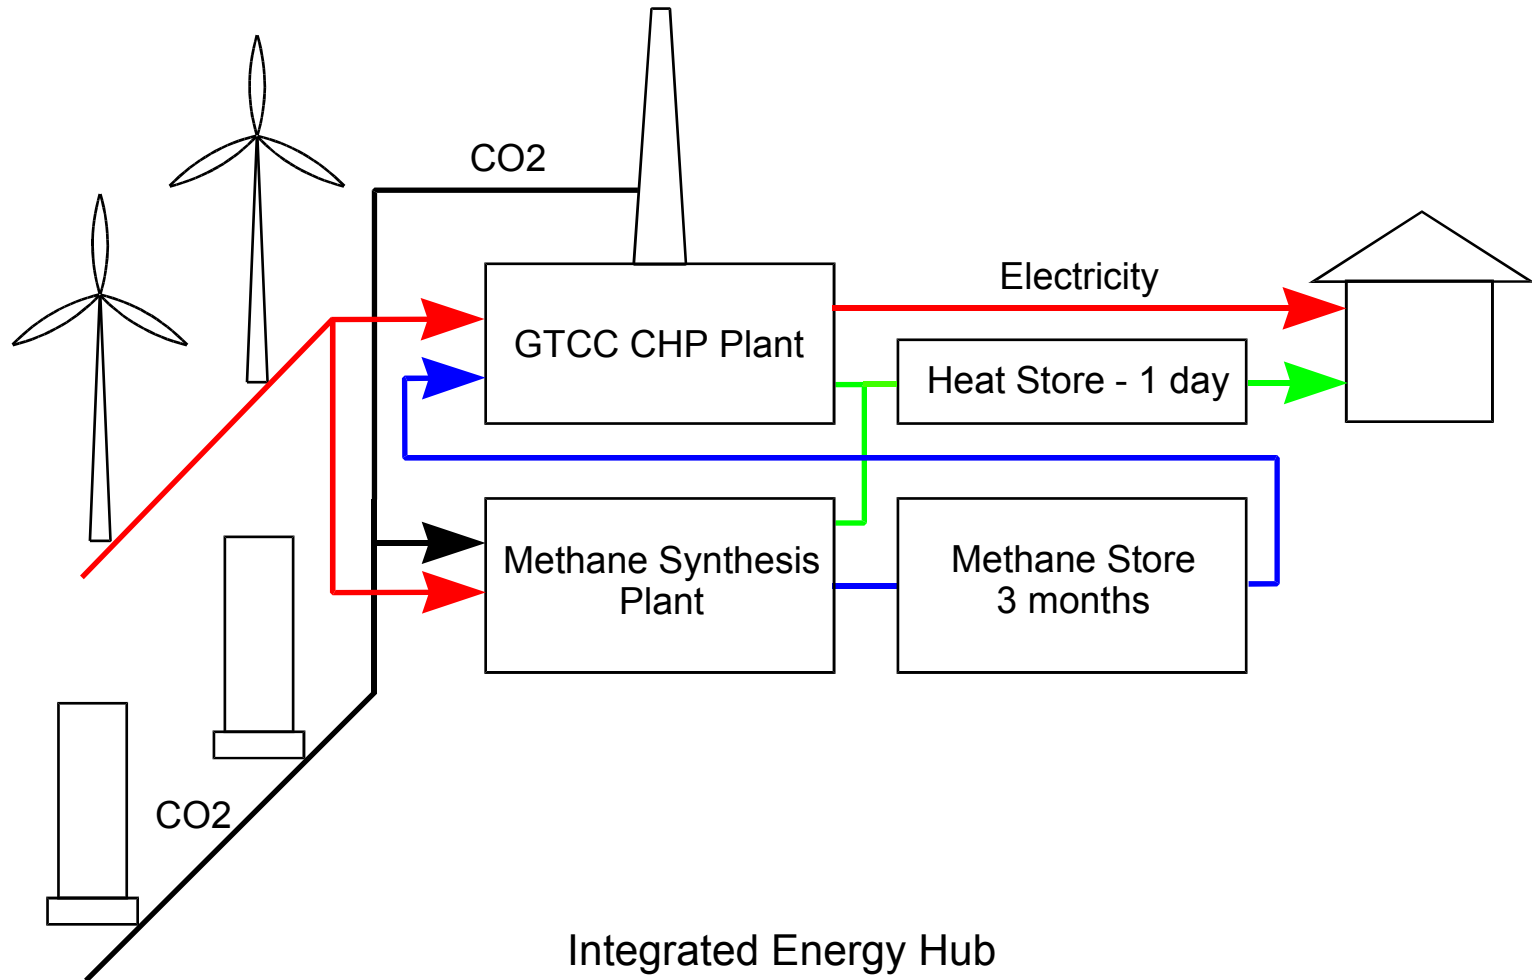 CO2
Electricity
GTCC CHP Plant
Heat Store - 1 day
Methane Synthesis
Plant
Methane Store
3 months
CO2
Integrated Energy Hub